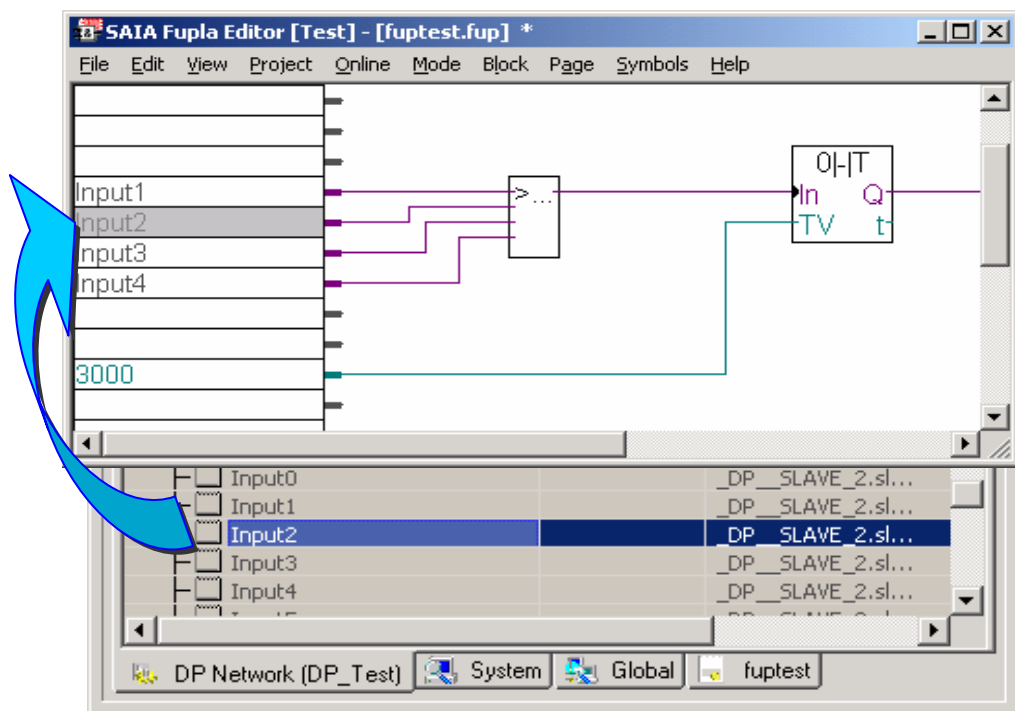 SAIA Fupla Editor [Test] - [fuptest.fup] *
File Edit View Project Online Mode Block Page Symbols Help
0|-|T
Input1 >... In Q
Input2 TV t
Input3
Input4
3000
Input0 _DP__SLAVE_2.sl...
Input1 _DP__SLAVE_2.sl...
Input2 _DP__SLAVE_2.sl...
Input3 _DP__SLAVE_2.sl...
Input4 _DP__SLAVE_2.sl...
DP Network (DP_Test) System Global fuptest